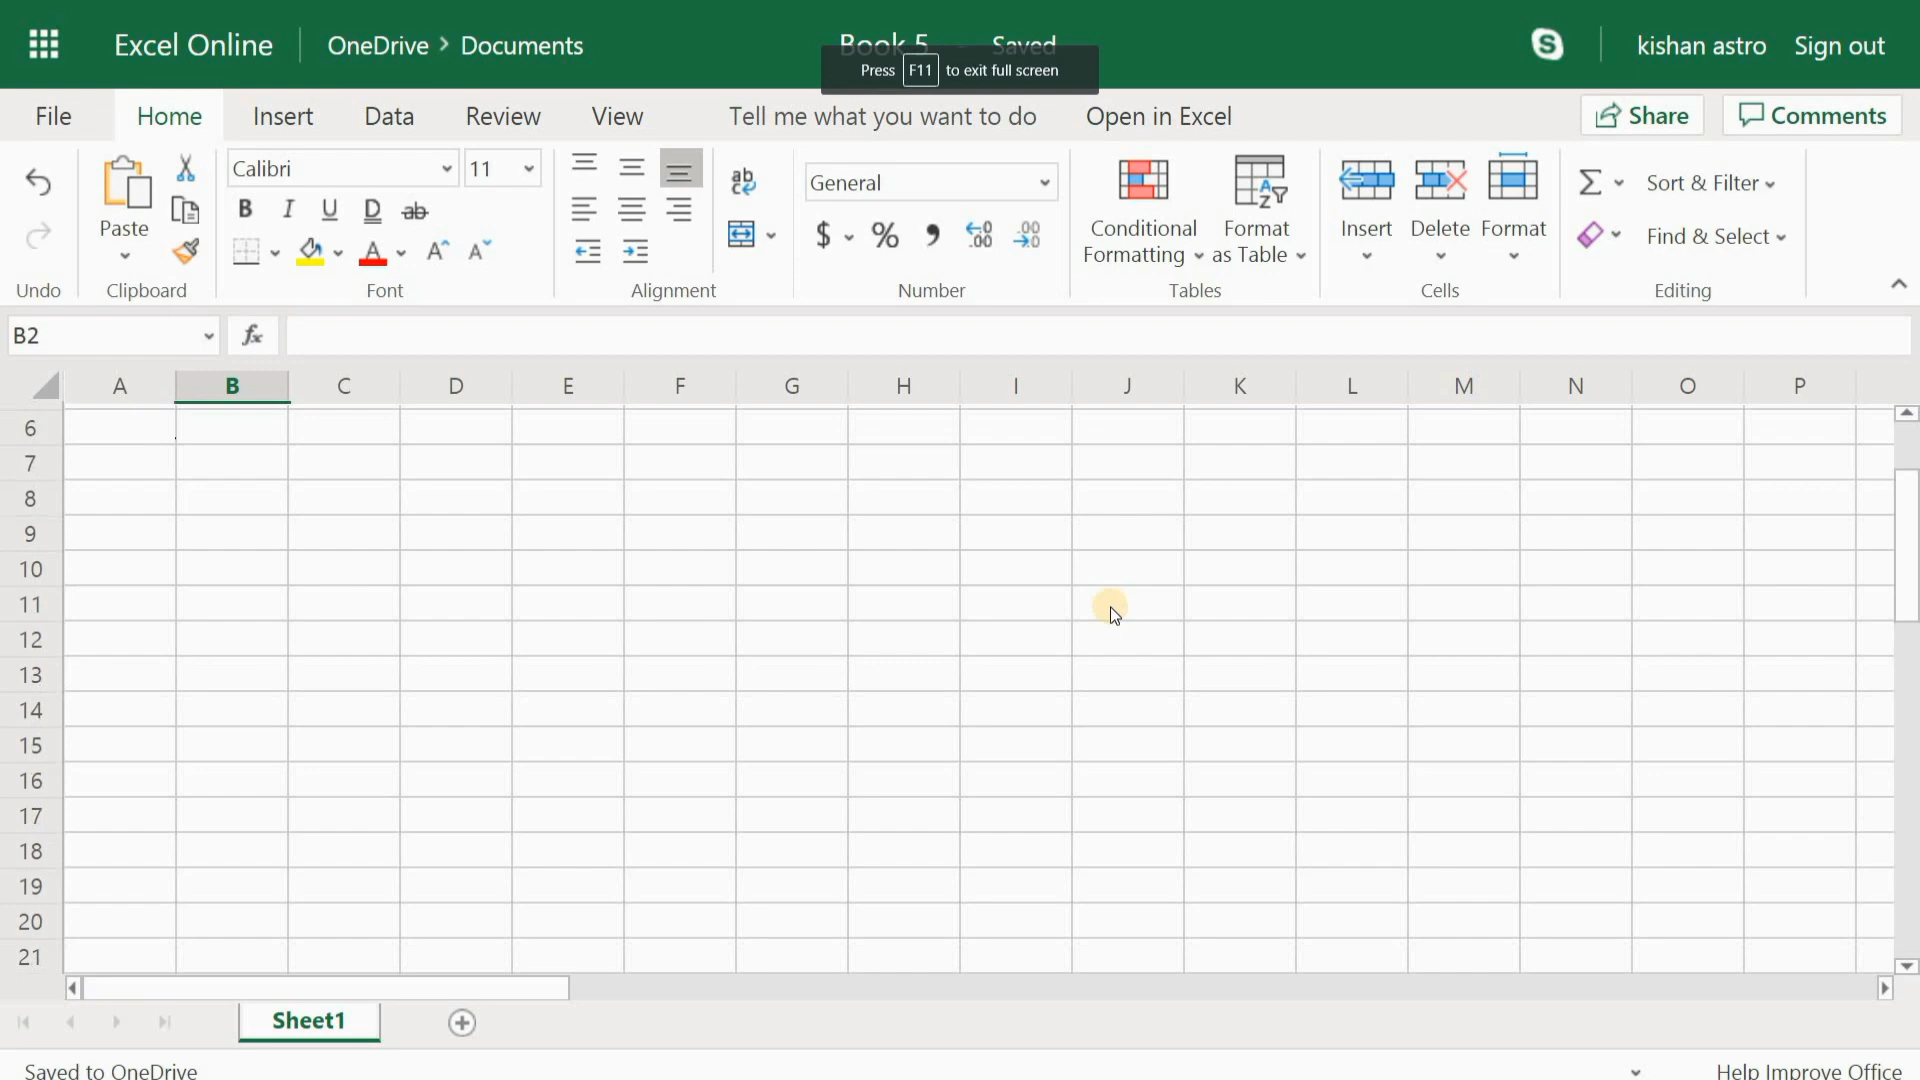 Excel Online OneDrive > Documents Book 5 - Saved kishan astro Sign out
Press F11 to exit full screen
File Home Insert Data Review View Tell me what you want to do Open in Excel Share Comments
Calibri 11 General
Paste
Conditional Formatting
Format as Table
Insert Delete Format
Sort & Filter
Find & Select
Undo Clipboard Font Alignment Number Tables Cells Editing
B2 fx
A B C D E F G H I J K L M N O P
6
7
8
9
10
11
12
13
14
15
16
17
18
19
20
21
Sheet1
Saved to OneDrive Help Improve Office